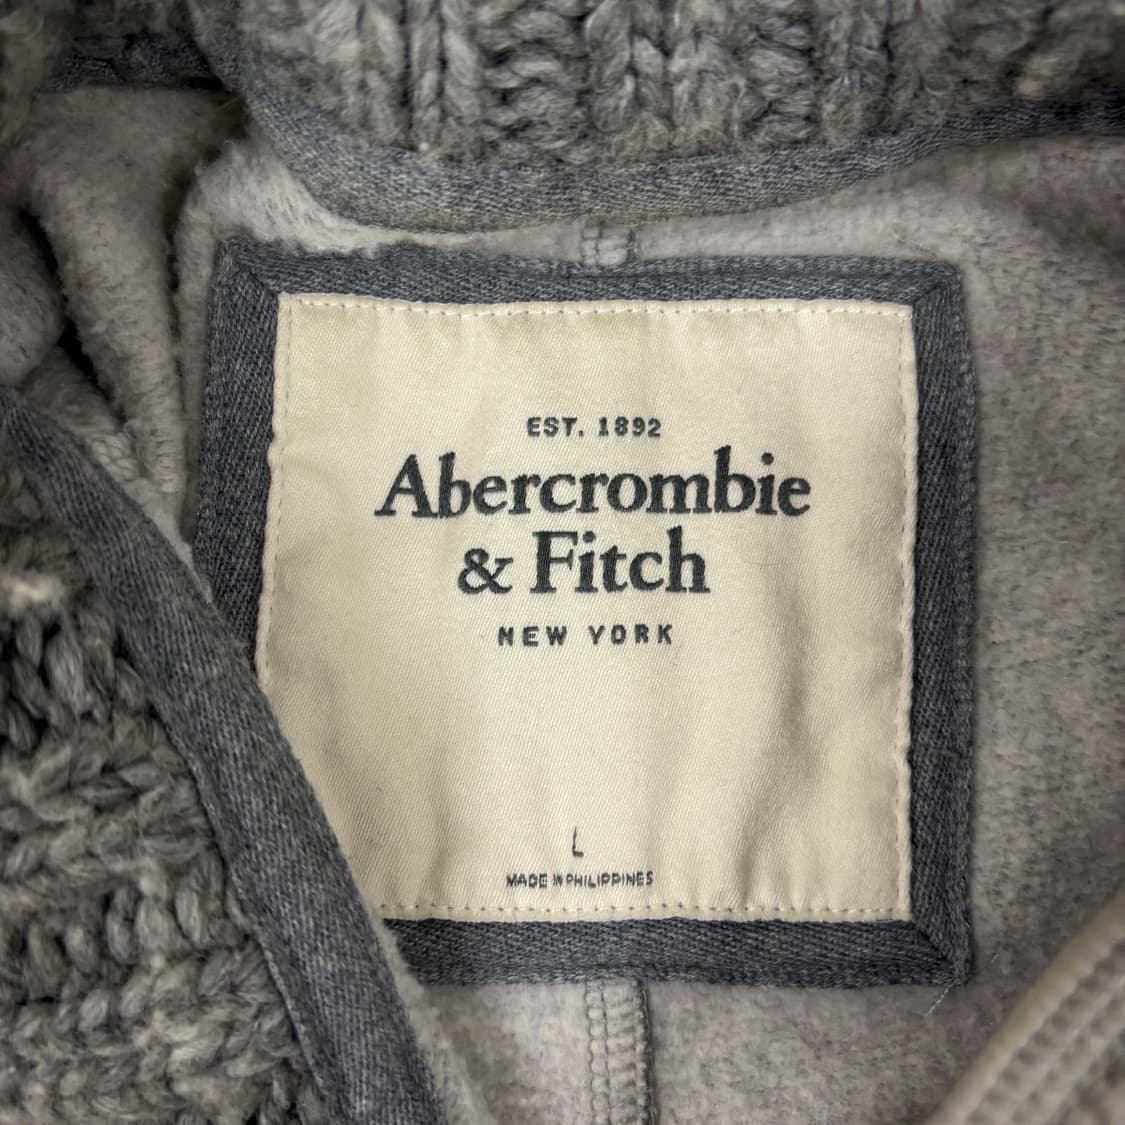 EST. 1892
Abercrombie
& Fitch
NEW YORK
L
MADE IN PHILIPPINES